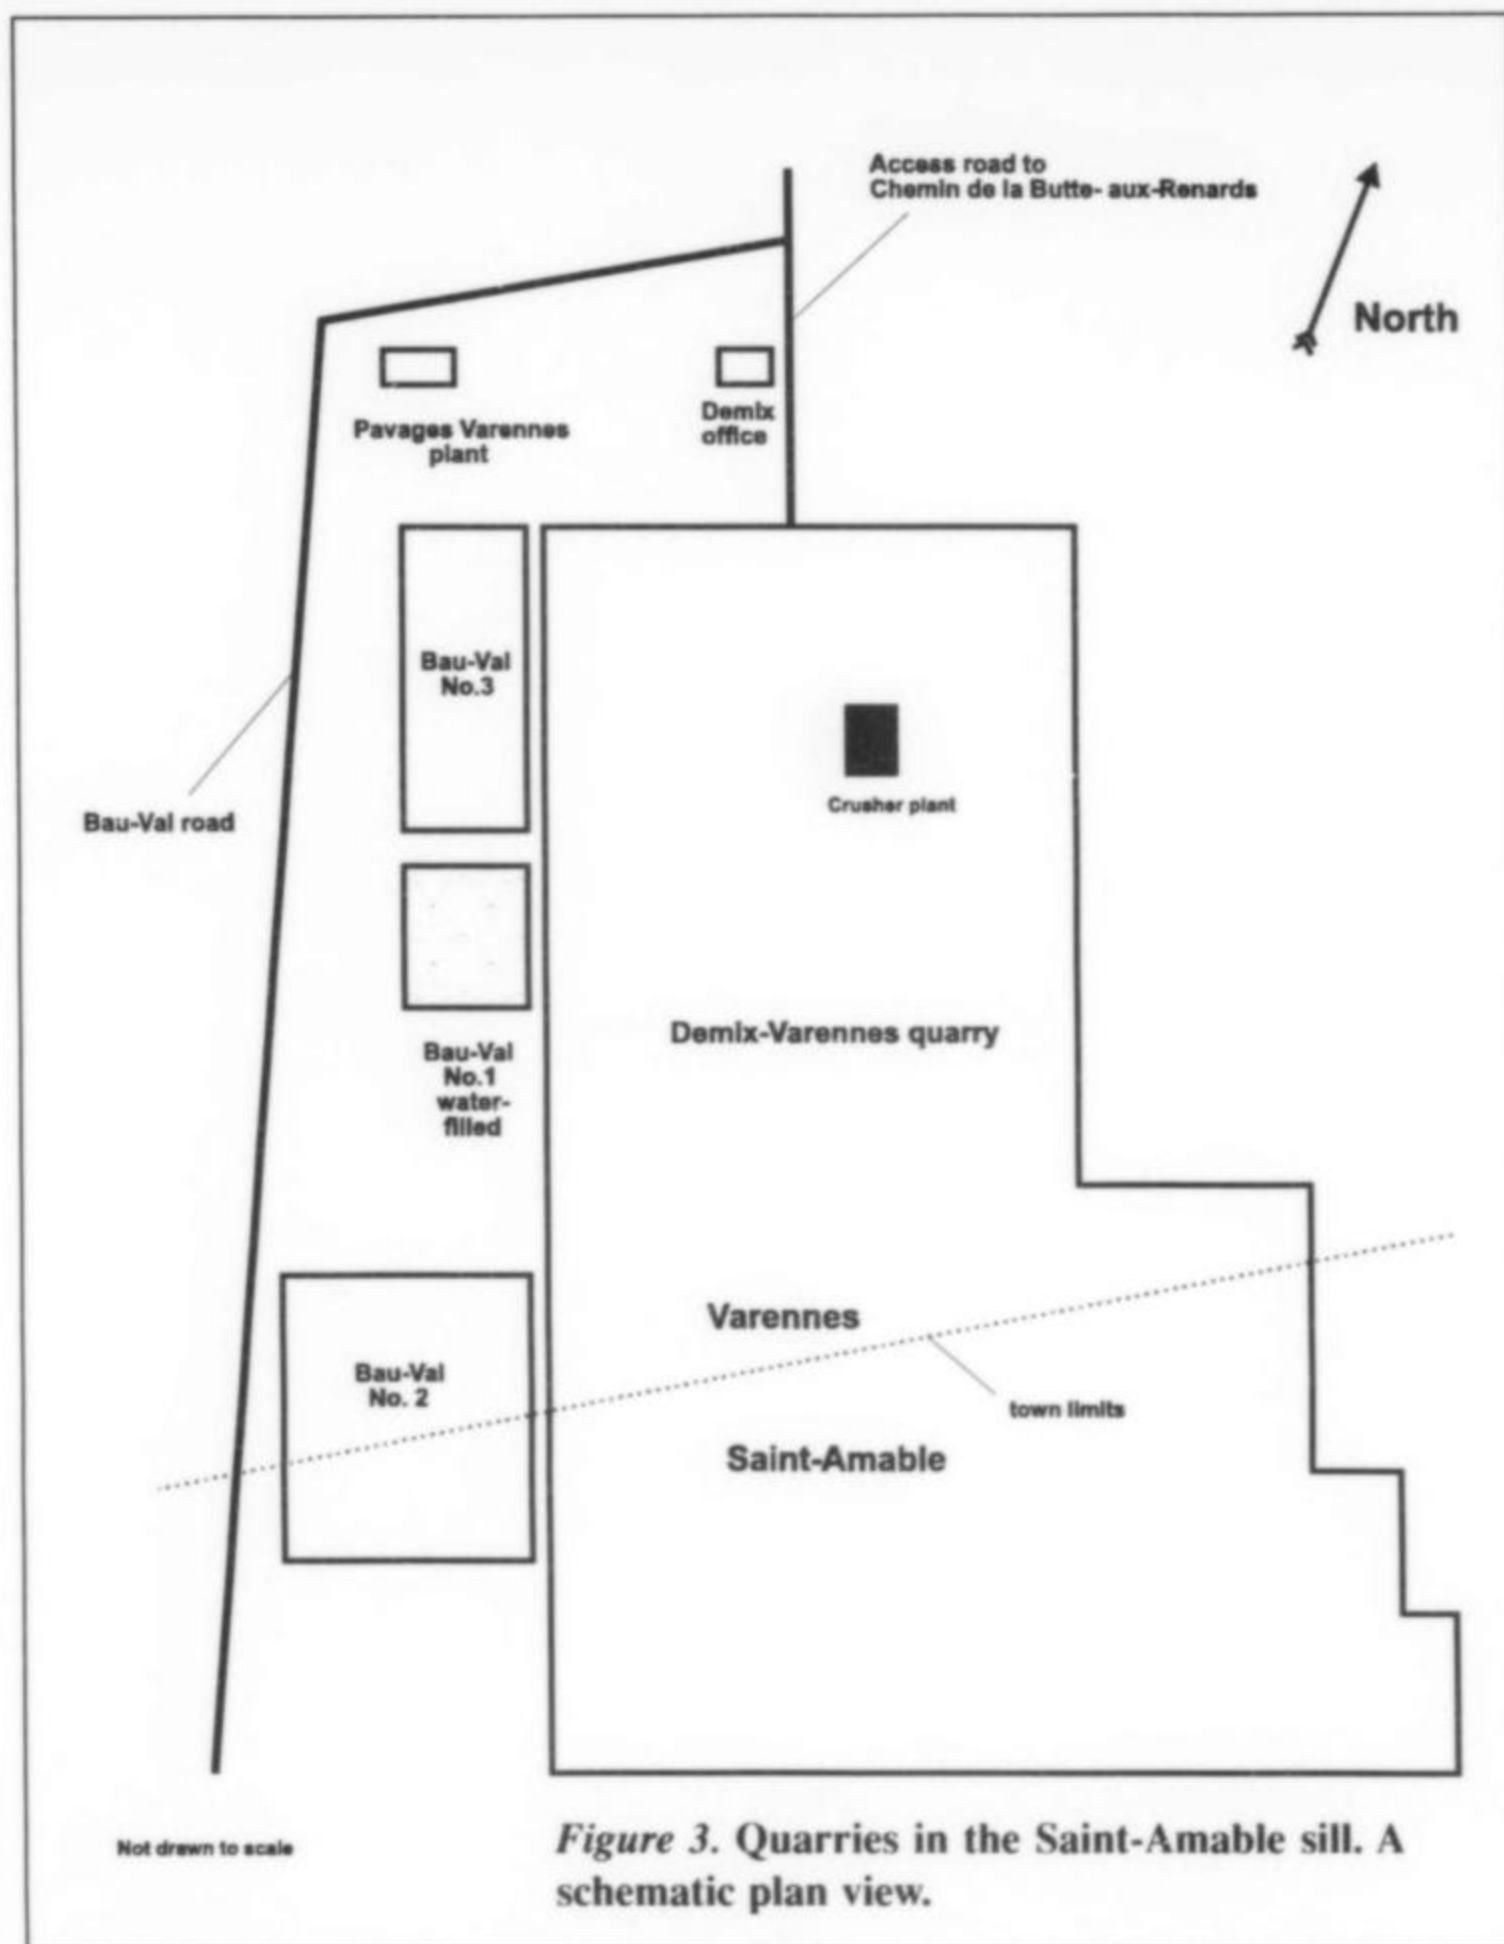 Access road to
Chemin de la Butte- aux-Renards
North
Pavages Varennes
plant
Demix
office
Bau-Val
No.3
Crusher plant
Bau-Val road
Demix-Varennes quarry
Bau-Val
No.1
water-
filled
Varennes
Bau-Val
No. 2
town limits
Saint-Amable
Not drawn to scale
Figure 3. Quarries in the Saint-Amable sill. A
schematic plan view.